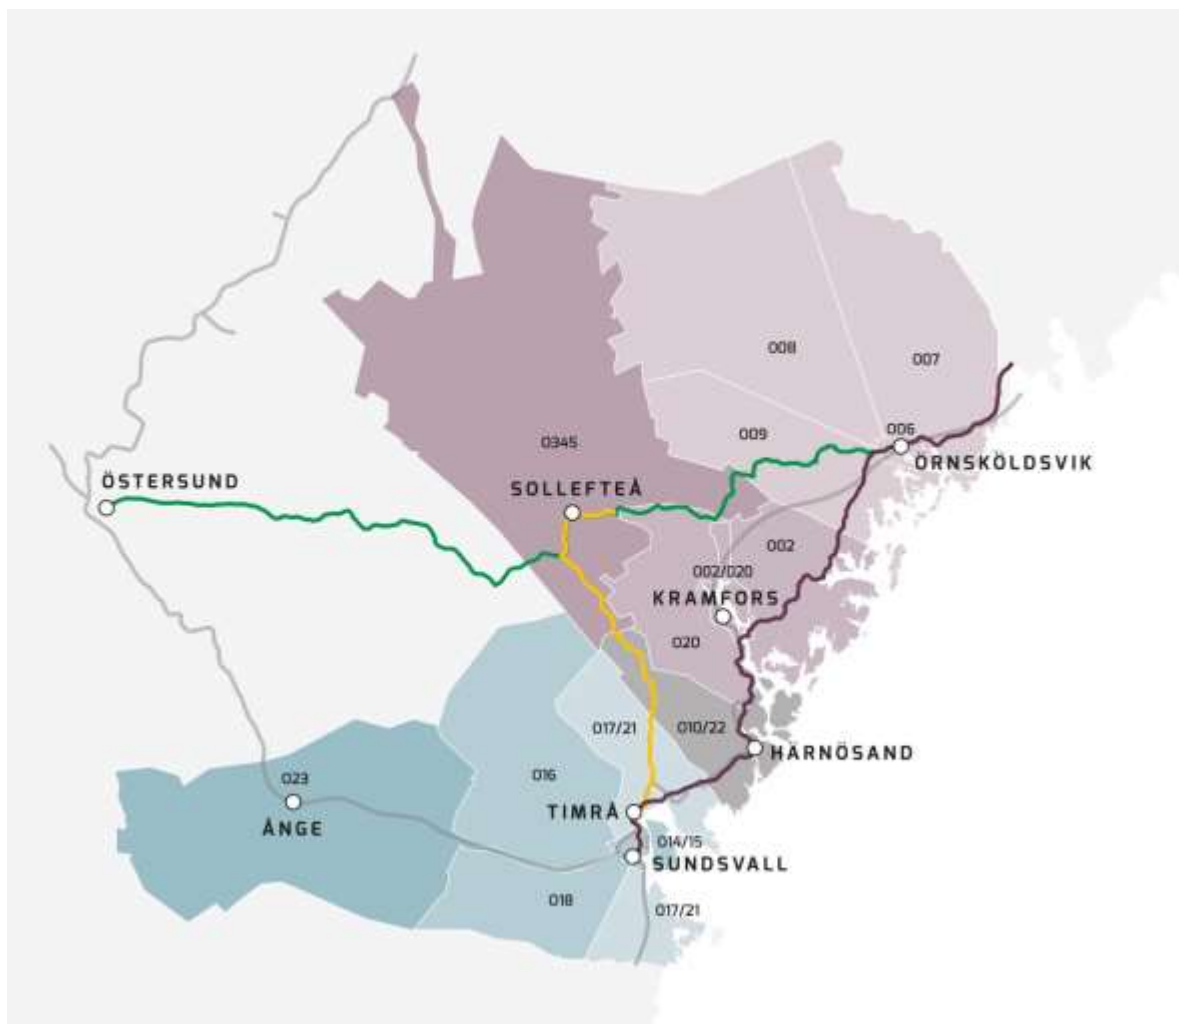 008
007
006
009
0345
ÖSTERSUND
ÖRNSKÖLDSVIK
SOLLEFTEÅ
002
002/020
KRAMFORS
020
017/21
010/22
HÄRNÖSAND
016
023
TIMRÅ
ÅNGE
014/15
SUNDSVALL
018
017/21